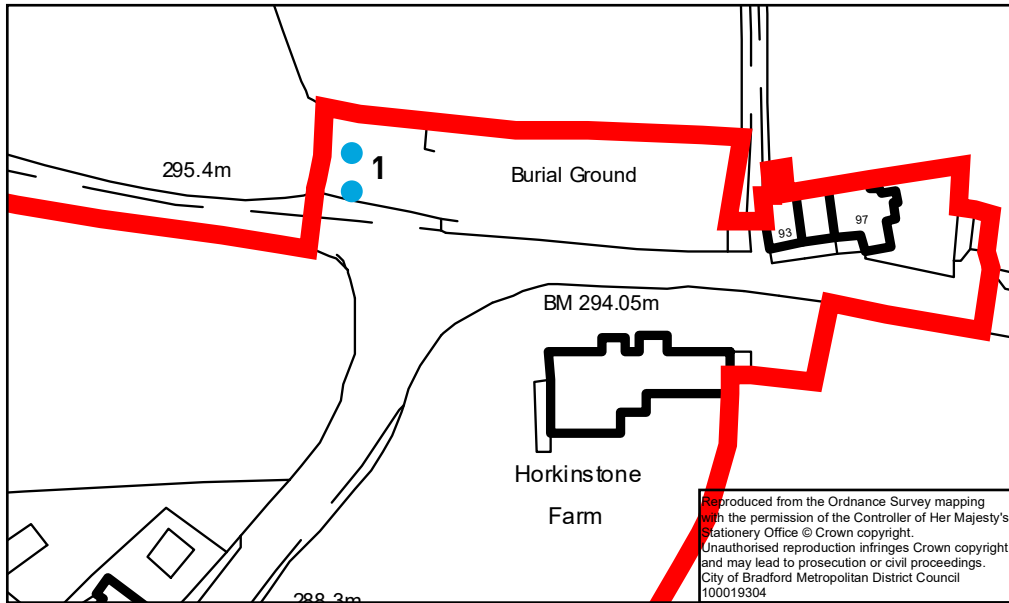 295.4m
1
Burial Ground
97
93
BM 294.05m
Horkinstone
Farm
Reproduced from the Ordnance Survey mapping
with the permission of the Controller of Her Majesty's
Stationery Office © Crown copyright.
Unauthorised reproduction infringes Crown copyright
and may lead to prosecution or civil proceedings.
City of Bradford Metropolitan District Council
100019304
288.3m